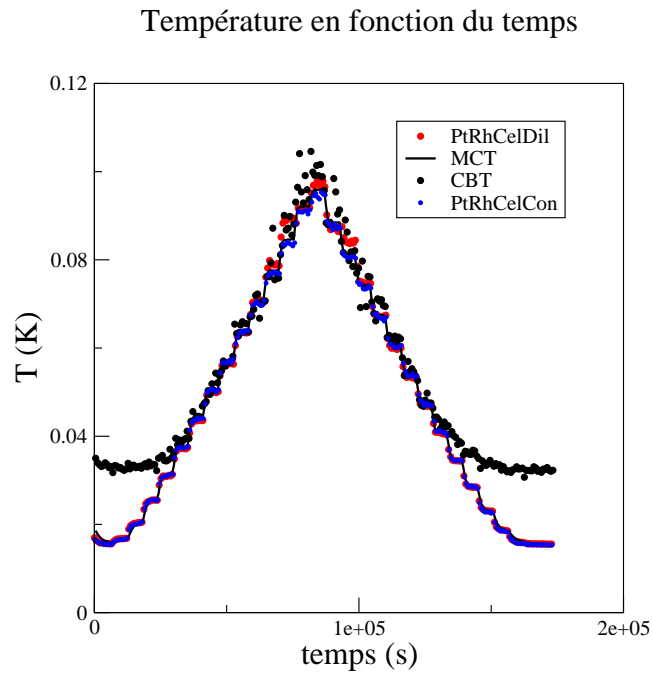 Température en fonction du temps
0.12
0.08
0.04
0
T (K)
PtRhCelDil
MCT
CBT
PtRhCelCon
0
1e+05
2e+05
temps (s)